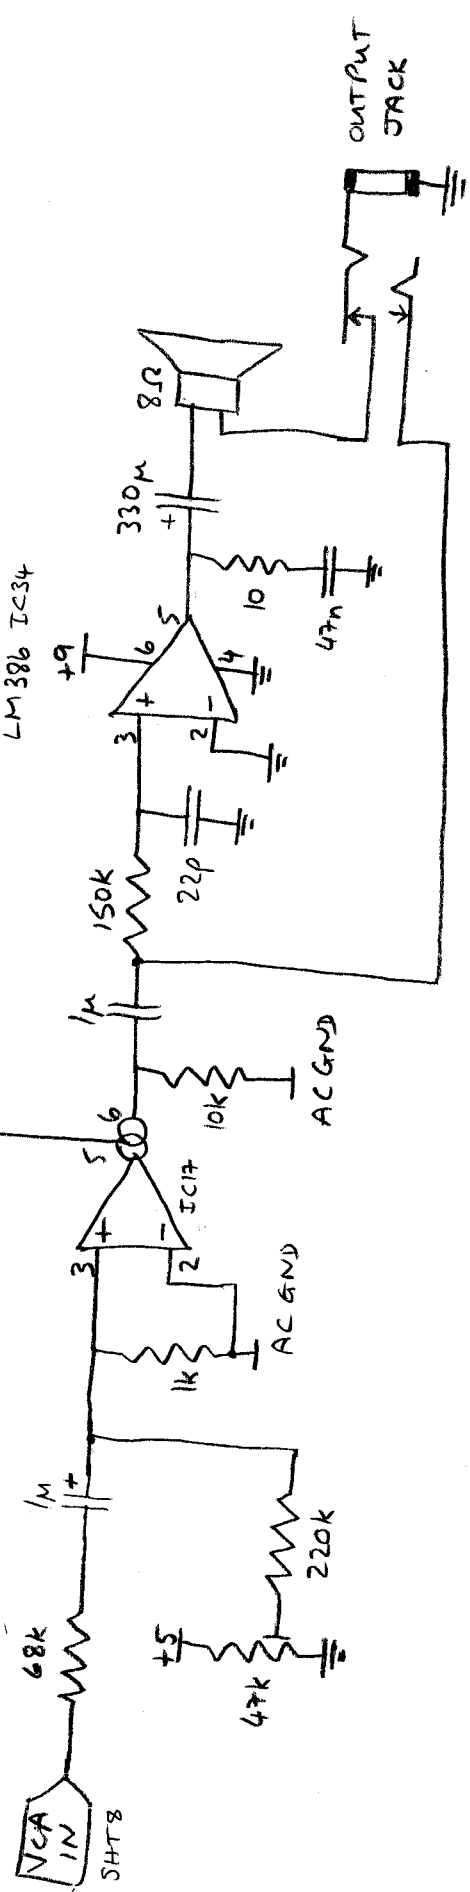 VCA
IN
SHT8
68k
1µ
+
+5
47k
220k
1k
AC GND
3
2
+
−
5
6
IC17
10k
AC GND
1µ
150k
22p
LM386 IC34
+9
3
2
+
−
6
4
5
10
47n
330µ
+
8Ω
OUTPUT
JACK